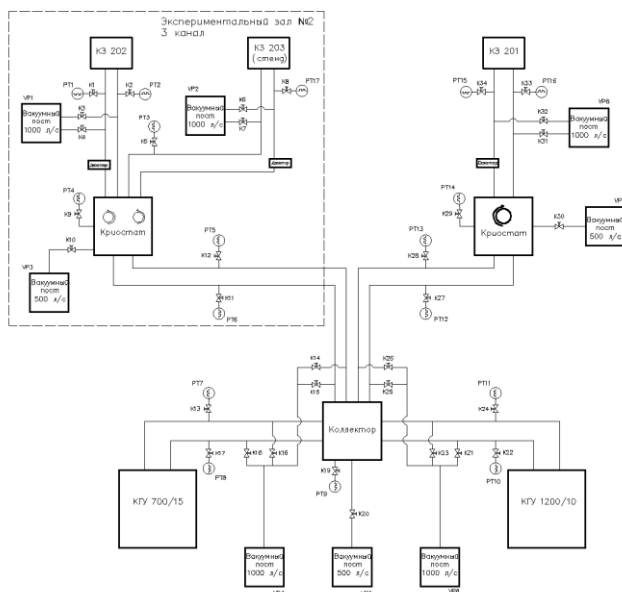 Экспериментальный зал №2
3 канал
КЗ 202
КЗ 203
(стенд)
КЗ 201
PT1
K1
K2
PT2
K8
PT17
PT15
K34
K33
PT16
VP1
K3
K4
Вакуумный
пост
1000 л/с
VP2
K6
K7
Вакуумный
пост
1000 л/с
PT3
K5
K32
K31
Вакуумный
пост
1000 л/с
PT4
K9
Криостат
K10
VP3
Вакуумный
пост
500 л/с
PT5
K12
K11
PT6
PT14
K29
Криостат
K30
Вакуумный
пост
500 л/с
PT13
K28
K27
PT12
K14
K15
K26
Коллектор
PT7
K13
K17
PT8
K18
K16
K19
PT9
K20
K23
K21
K22
PT10
PT11
K24
КГУ 700/15
КГУ 1200/10
Вакуумный
пост
1000 л/с
Вакуумный
пост
500 л/с
Вакуумный
пост
1000 л/с